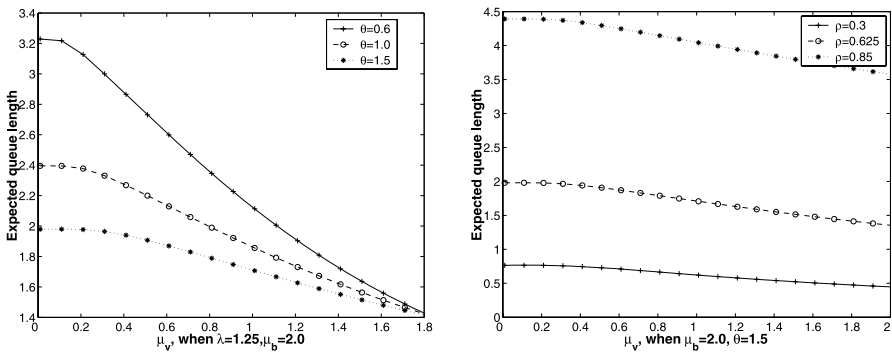 3.4
3.2
3
2.8
2.6
2.4
2.2
2
1.8
1.6
1.4
Expected queue length
0 0.2 0.4 0.6 0.8 1 1.2 1.4 1.6 1.8
μv, when λ=1.25,μb=2.0
θ=0.6
θ=1.0
θ=1.5
4.5
4
3.5
3
2.5
2
1.5
1
0.5
0
Expected queue length
0 0.2 0.4 0.6 0.8 1 1.2 1.4 1.6 1.8 2
μv, when μb=2.0, θ=1.5
ρ=0.3
ρ=0.625
ρ=0.85